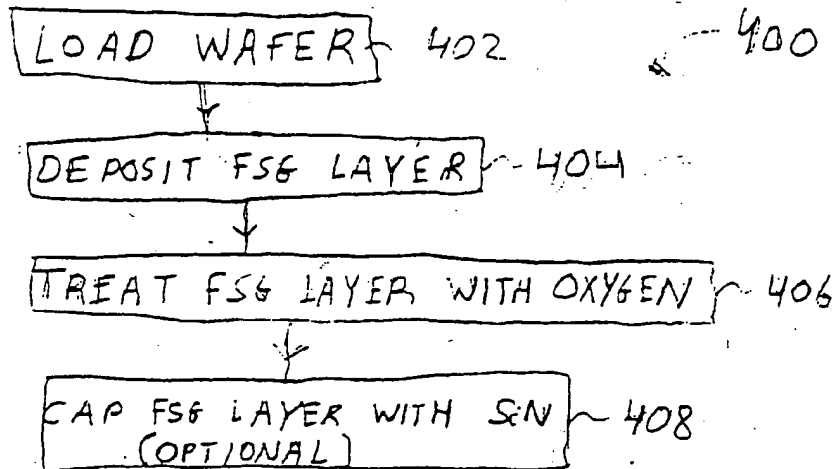 LOAD WAFER 402 400
DEPOSIT FSG LAYER 404
TREAT FSG LAYER WITH OXYGEN 406
CAP FSG LAYER WITH SiN 408
(OPTIONAL)